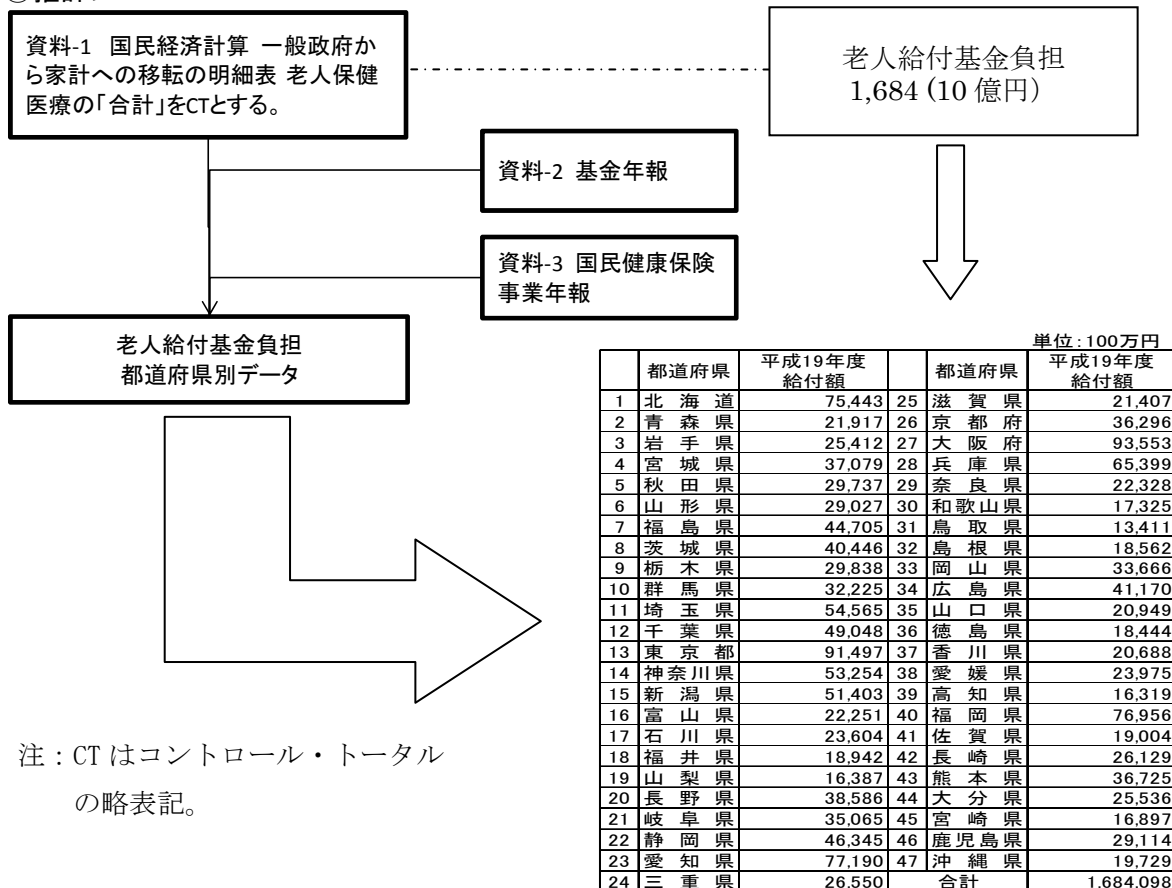 資料-1 国民経済計算 一般政府か
ら家計への移転の明細表 老人保健
医療の「合計」をCTとする。
老人給付基金負担
1,684 (10 億円)
資料-2 基金年報
資料-3 国民健康保険
事業年報
老人給付基金負担
都道府県別データ
注：CT はコントロール・トータル
の略表記。
単位：100万円
都道府県 平成19年度 給付額 都道府県 平成19年度 給付額
1 北海道 75,443 25 滋賀県 21,407
2 青森県 21,917 26 京都府 36,296
3 岩手県 25,412 27 大阪府 93,553
4 宮城県 37,079 28 兵庫県 65,399
5 秋田県 29,737 29 奈良県 22,328
6 山形県 29,027 30 和歌山県 17,325
7 福島県 44,705 31 鳥取県 13,411
8 茨城県 40,446 32 島根県 18,562
9 栃木県 29,838 33 岡山県 33,666
10 群馬県 32,225 34 広島県 41,170
11 埼玉県 54,565 35 山口県 20,949
12 千葉県 49,048 36 徳島県 18,444
13 東京都 91,497 37 香川県 20,688
14 神奈川県 53,254 38 愛媛県 23,975
15 新潟県 51,403 39 高知県 16,319
16 富山県 22,251 40 福岡県 76,956
17 石川県 23,604 41 佐賀県 19,004
18 福井県 18,942 42 長崎県 26,129
19 山梨県 16,387 43 熊本県 36,725
20 長野県 38,586 44 大分県 25,536
21 岐阜県 35,065 45 宮崎県 16,897
22 静岡県 46,345 46 鹿児島県 29,114
23 愛知県 77,190 47 沖縄県 19,729
24 三重県 26,550 合計 1,684,098